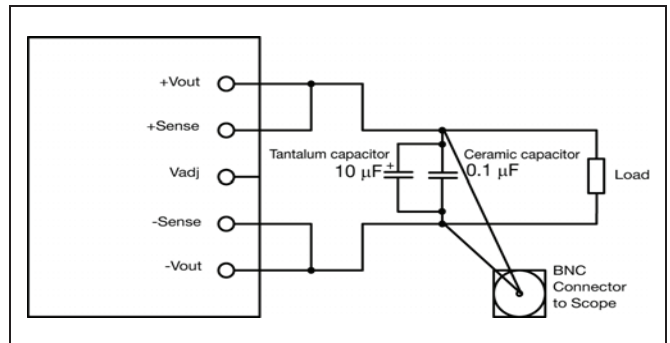 +Vout
+Sense
Vadj
-Sense
-Vout
Tantalum capacitor
10 µF
+
Ceramic capacitor
0.1 µF
Load
BNC
Connector
to Scope